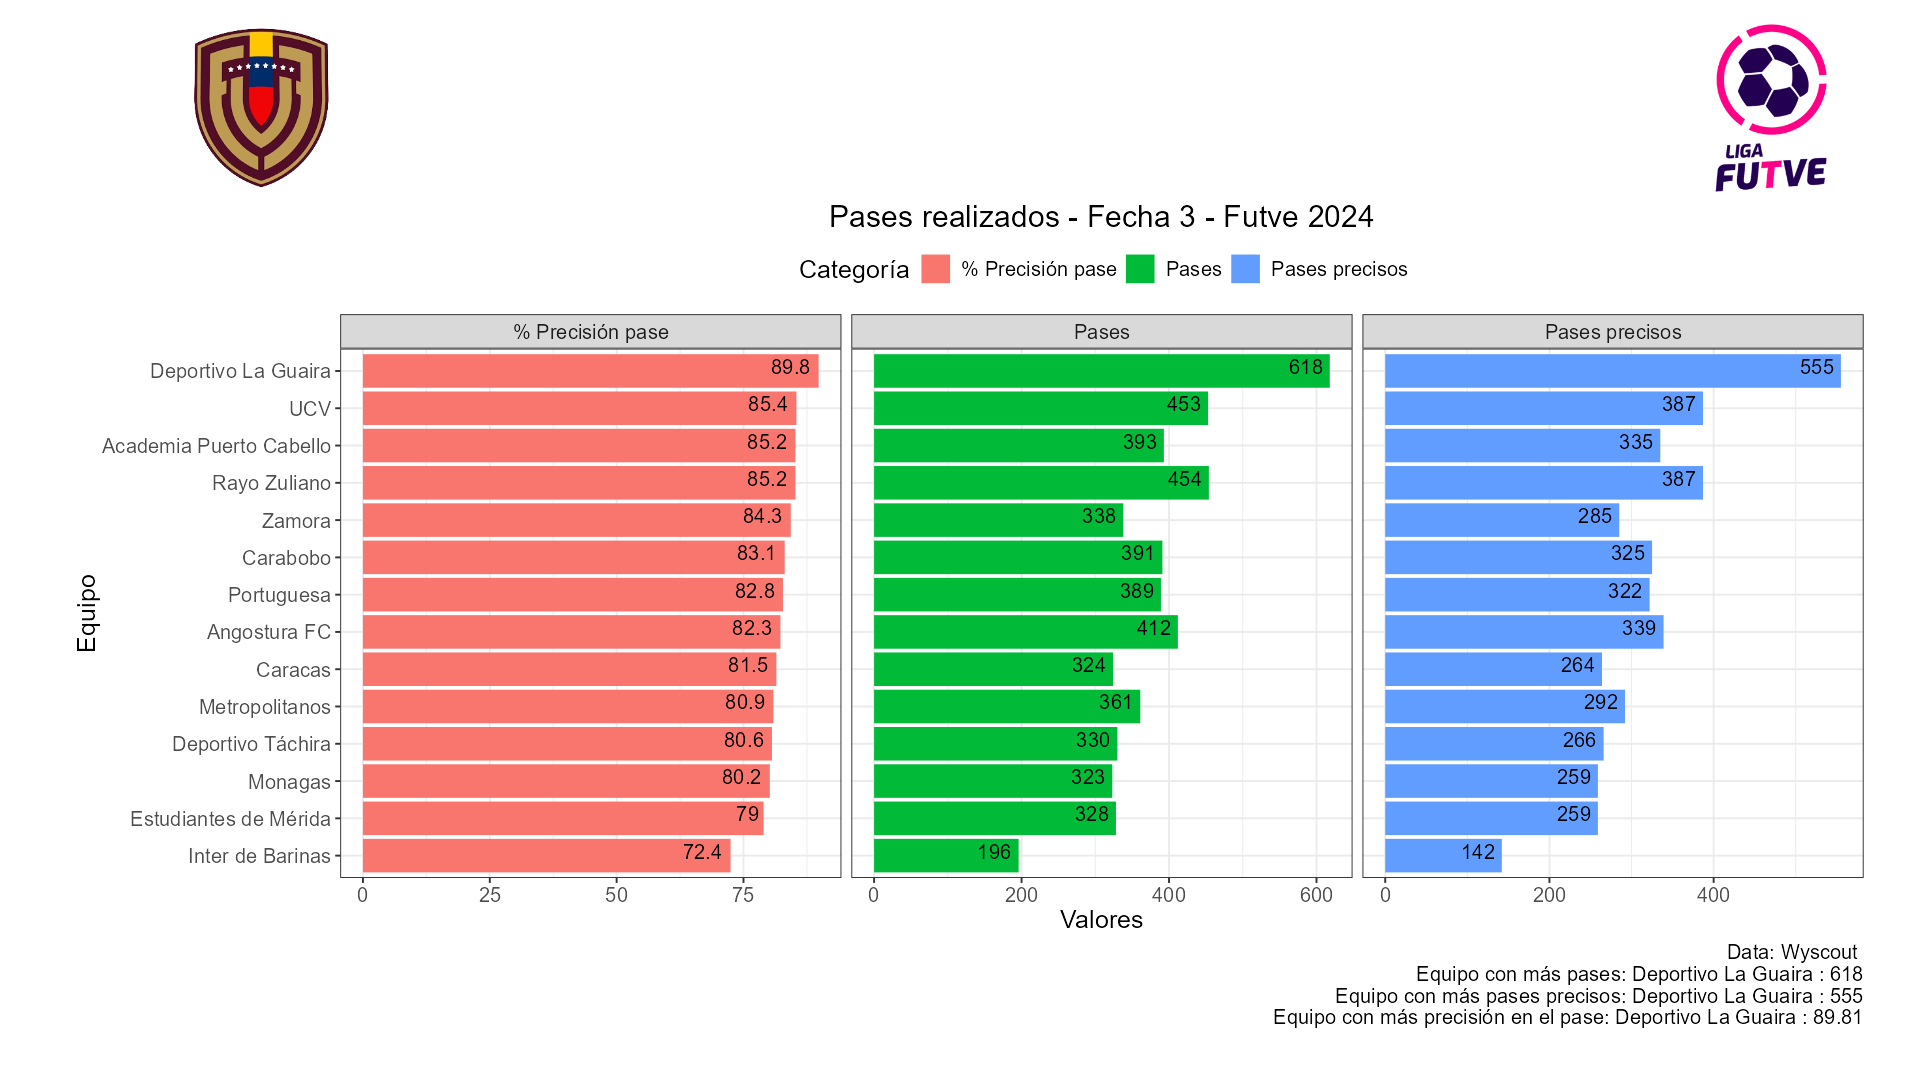 LIGA
FUTVE
Pases realizados - Fecha 3 - Futve 2024
Categoría % Precisión pase Pases Pases precisos
% Precisión pase Pases Pases precisos
Equipo
Deportivo La Guaira 89.8 618 555
UCV 85.4 453 387
Academia Puerto Cabello 85.2 393 335
Rayo Zuliano 85.2 454 387
Zamora 84.3 338 285
Carabobo 83.1 391 325
Portuguesa 82.8 389 322
Angostura FC 82.3 412 339
Caracas 81.5 324 264
Metropolitanos 80.9 361 292
Deportivo Táchira 80.6 330 266
Monagas 80.2 323 259
Estudiantes de Mérida 79 328 259
Inter de Barinas 72.4 196 142
0 25 50 75 0 200 400 600 0 200 400
Valores
Data: Wyscout
Equipo con más pases: Deportivo La Guaira : 618
Equipo con más pases precisos: Deportivo La Guaira : 555
Equipo con más precisión en el pase: Deportivo La Guaira : 89.81